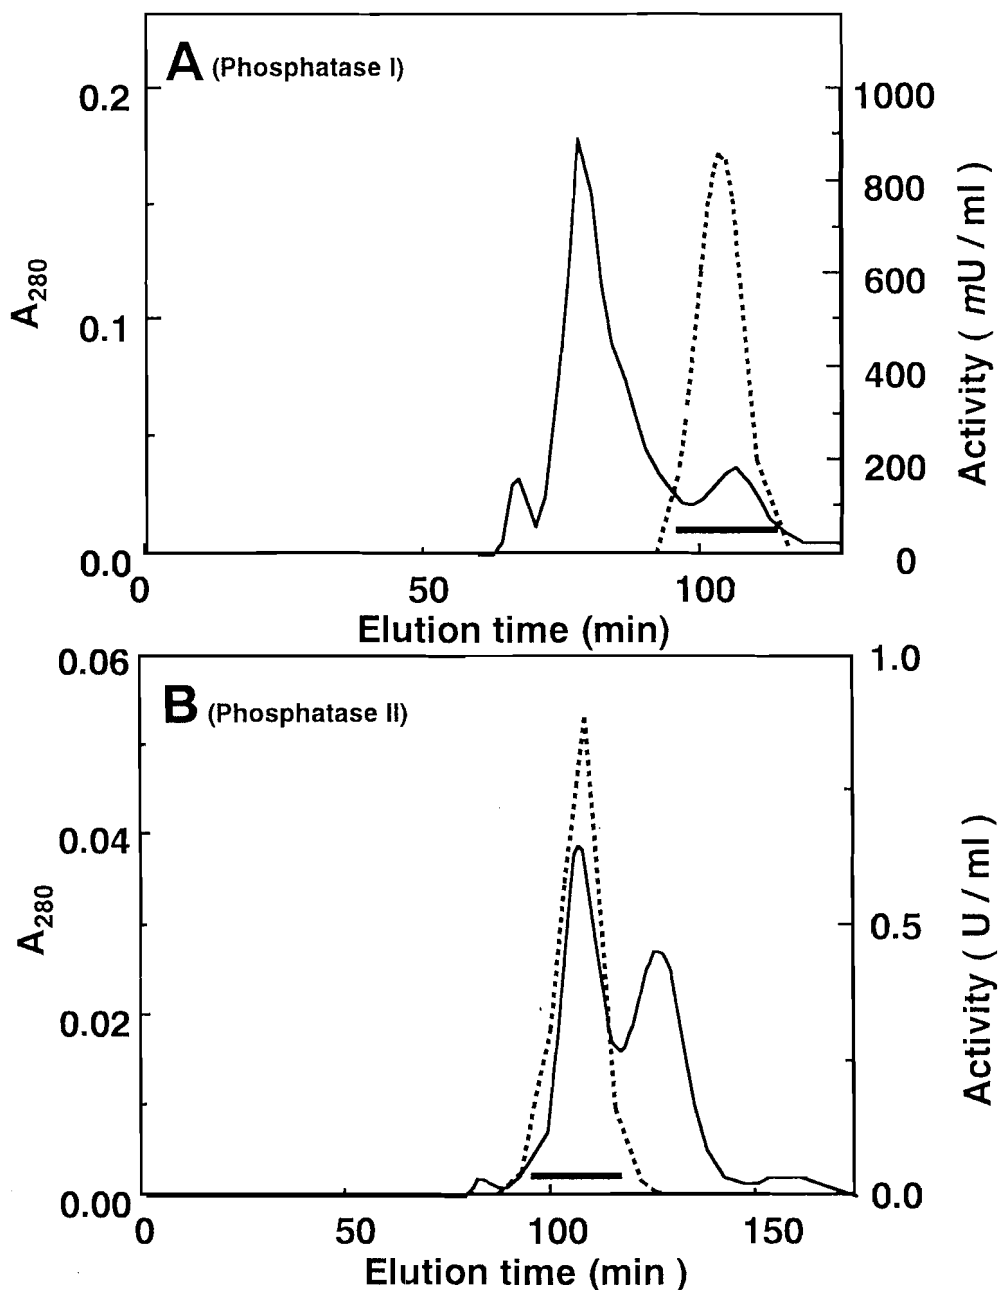 A (Phosphatase I)
0.2
0.1
0.0
A280
1000
800
600
400
200
0
Activity ( mU / ml )
0 50 100
Elution time (min)
B (Phosphatase II)
0.06
0.04
0.02
0.00
A280
1.0
0.5
0.0
Activity ( U / ml )
0 50 100 150
Elution time (min )